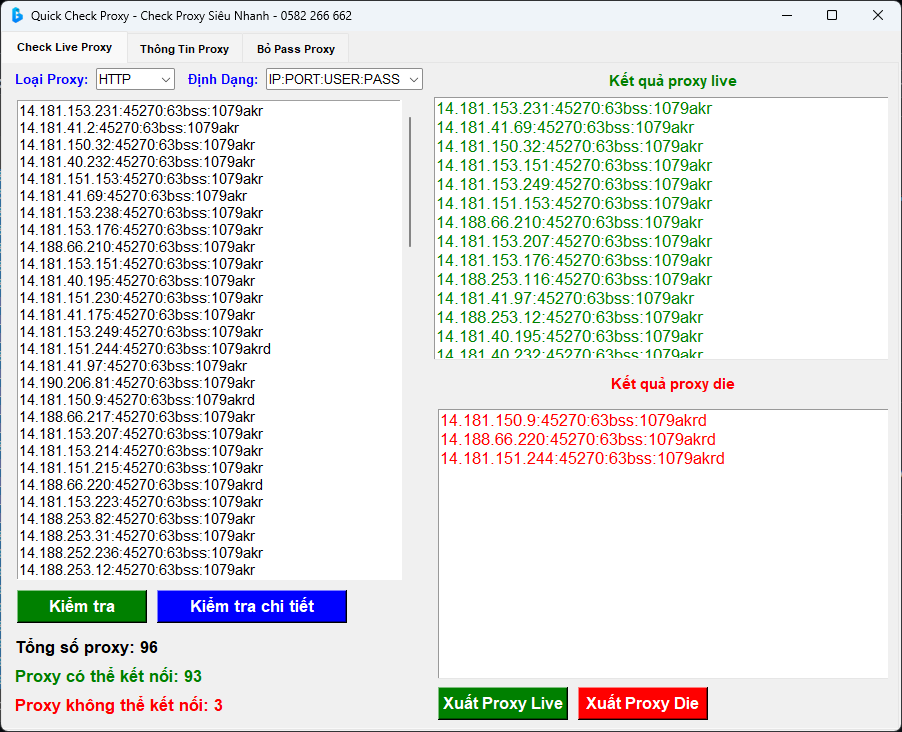 Quick Check Proxy - Check Proxy Siêu Nhanh - 0582 266 662
Check Live Proxy
Thông Tin Proxy
Bỏ Pass Proxy
Loại Proxy: HTTP Định Dạng: IP:PORT:USER:PASS
14.181.153.231:45270:63bss:1079akr
14.181.41.2:45270:63bss:1079akr
14.181.150.32:45270:63bss:1079akr
14.181.40.232:45270:63bss:1079akr
14.181.151.153:45270:63bss:1079akr
14.181.41.69:45270:63bss:1079akr
14.181.153.238:45270:63bss:1079akr
14.181.153.176:45270:63bss:1079akr
14.188.66.210:45270:63bss:1079akr
14.181.153.151:45270:63bss:1079akr
14.181.40.195:45270:63bss:1079akr
14.181.151.230:45270:63bss:1079akr
14.181.41.175:45270:63bss:1079akr
14.181.153.249:45270:63bss:1079akr
14.181.151.244:45270:63bss:1079akrd
14.181.41.97:45270:63bss:1079akr
14.190.206.81:45270:63bss:1079akr
14.181.150.9:45270:63bss:1079akrd
14.188.66.217:45270:63bss:1079akr
14.181.153.207:45270:63bss:1079akr
14.181.153.214:45270:63bss:1079akr
14.181.151.215:45270:63bss:1079akr
14.188.66.220:45270:63bss:1079akrd
14.181.153.223:45270:63bss:1079akr
14.188.253.82:45270:63bss:1079akr
14.188.253.31:45270:63bss:1079akr
14.188.252.236:45270:63bss:1079akr
14.188.253.12:45270:63bss:1079akr
Kiểm tra
Kiểm tra chi tiết
Tổng số proxy: 96
Proxy có thể kết nối: 93
Proxy không thể kết nối: 3
Kết quả proxy live
14.181.153.231:45270:63bss:1079akr
14.181.41.69:45270:63bss:1079akr
14.181.150.32:45270:63bss:1079akr
14.181.153.151:45270:63bss:1079akr
14.181.153.249:45270:63bss:1079akr
14.181.151.153:45270:63bss:1079akr
14.188.66.210:45270:63bss:1079akr
14.181.153.207:45270:63bss:1079akr
14.181.153.176:45270:63bss:1079akr
14.188.253.116:45270:63bss:1079akr
14.181.41.97:45270:63bss:1079akr
14.188.253.12:45270:63bss:1079akr
14.181.40.195:45270:63bss:1079akr
14.181.40.232:45270:63bss:1079akr
Kết quả proxy die
14.181.150.9:45270:63bss:1079akrd
14.188.66.220:45270:63bss:1079akrd
14.181.151.244:45270:63bss:1079akrd
Xuất Proxy Live
Xuất Proxy Die